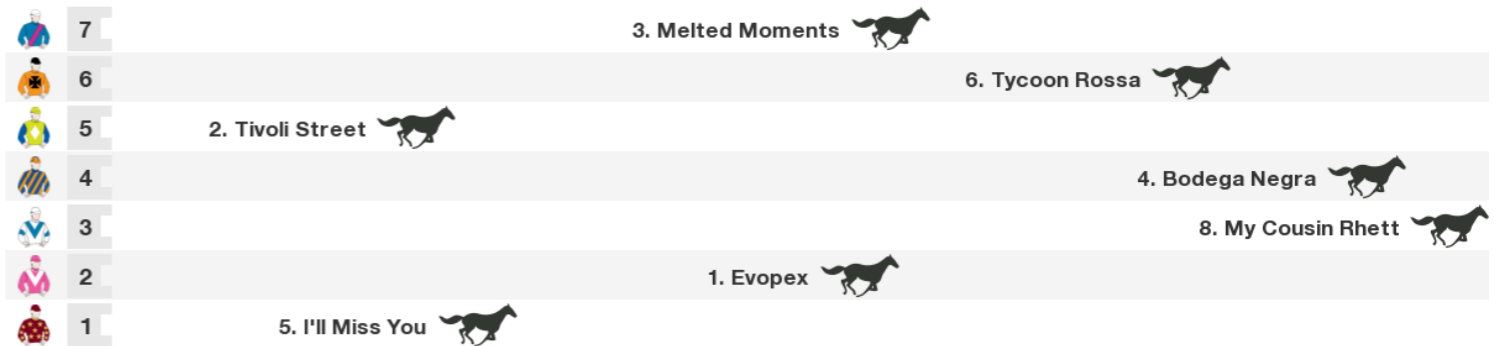 7 3. Melted Moments
6 6. Tycoon Rossa
5 2. Tivoli Street
4 4. Bodega Negra
3 8. My Cousin Rhett
2 1. Evopex
1 5. I'll Miss You